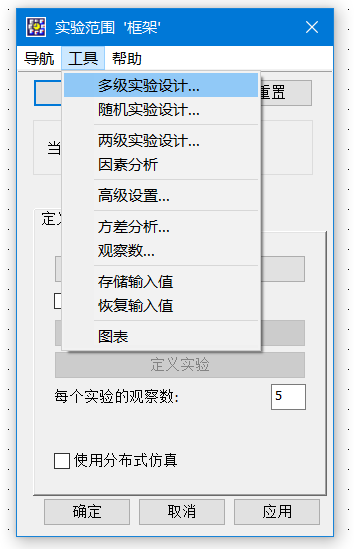 实验范围 '框架'
导航 工具 帮助
多级实验设计...
重置
随机实验设计...
两级实验设计...
当
因素分析
高级设置...
定义
方差分析...
观察数...
存储输入值
恢复输入值
图表
定义实验
每个实验的观察数: 5
使用分布式仿真
确定 取消 应用